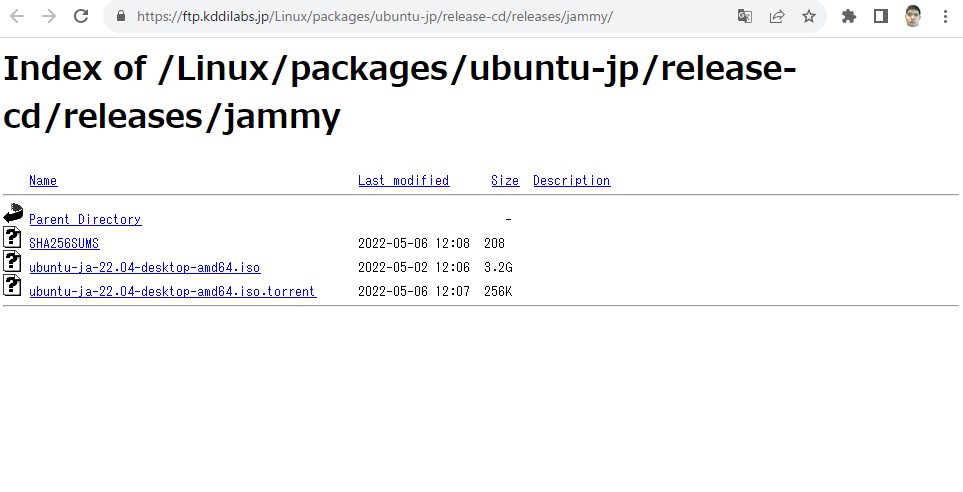 https://ftp.kddilabs.jp/Linux/packages/ubuntu-jp/release-cd/releases/jammy/
Index of /Linux/packages/ubuntu-jp/release-
cd/releases/jammy
Name Last modified Size Description
Parent Directory -
SHA256SUMS 2022-05-06 12:08 208
ubuntu-ja-22.04-desktop-amd64.iso 2022-05-02 12:06 3.2G
ubuntu-ja-22.04-desktop-amd64.iso.torrent 2022-05-06 12:07 256K